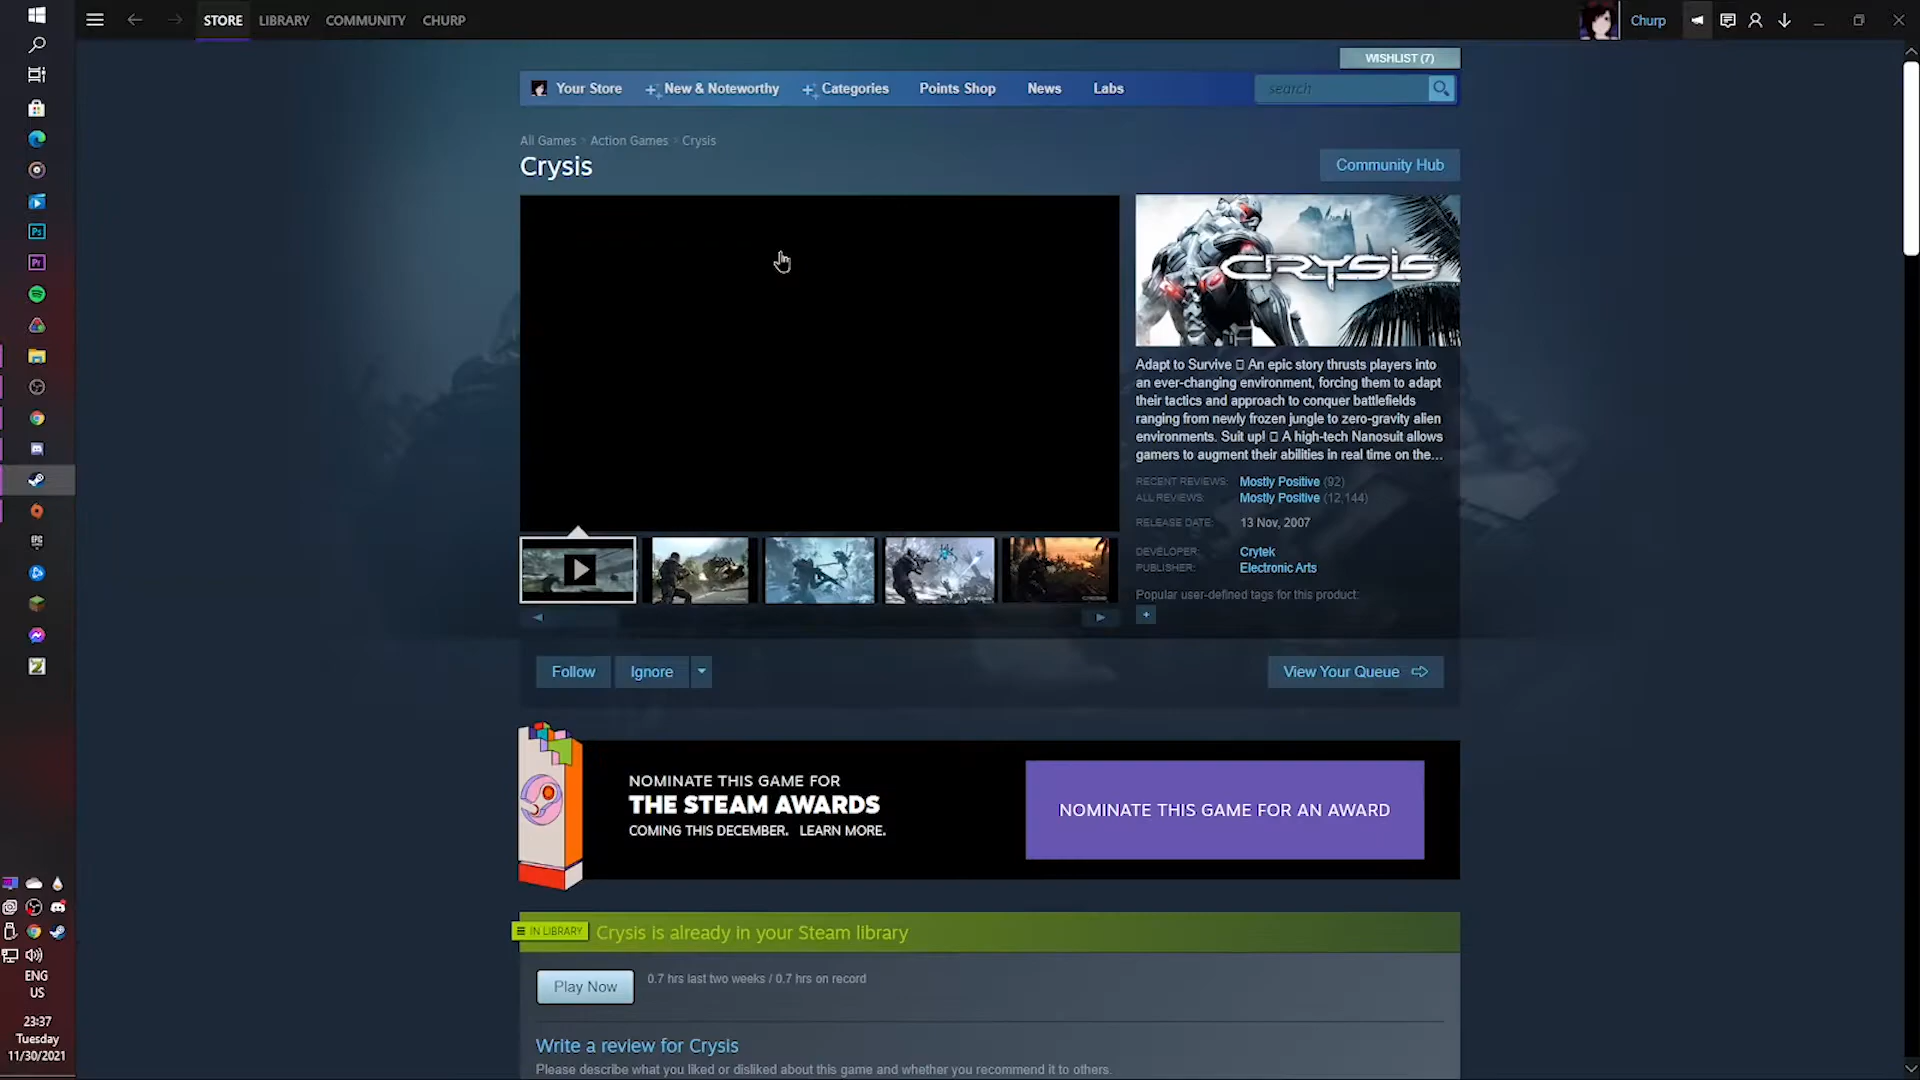 STORE LIBRARY COMMUNITY CHURP
Churp
WISHLIST (7)
Your Store New & Noteworthy Categories Points Shop News Labs
search
All Games > Action Games > Crysis
Crysis
Community Hub
CRYSIS
Adapt to Survive □ An epic story thrusts players into
an ever-changing environment, forcing them to adapt
their tactics and approach to conquer battlefields
ranging from newly frozen jungle to zero-gravity alien
environments. Suit up! □ A high-tech Nanosuit allows
gamers to augment their abilities in real time on the...
RECENT REVIEWS: Mostly Positive (92)
ALL REVIEWS: Mostly Positive (12,144)
RELEASE DATE: 13 Nov, 2007
DEVELOPER: Crytek
PUBLISHER: Electronic Arts
Popular user-defined tags for this product:
+
Follow Ignore
View Your Queue
NOMINATE THIS GAME FOR
THE STEAM AWARDS
COMING THIS DECEMBER. LEARN MORE.
NOMINATE THIS GAME FOR AN AWARD
IN LIBRARY
Crysis is already in your Steam library
Play Now
0.7 hrs last two weeks / 0.7 hrs on record
Write a review for Crysis
Please describe what you liked or disliked about this game and whether you recommend it to others.
Ps
Pr
EPIC
ENG
US
23:37
Tuesday
11/30/2021